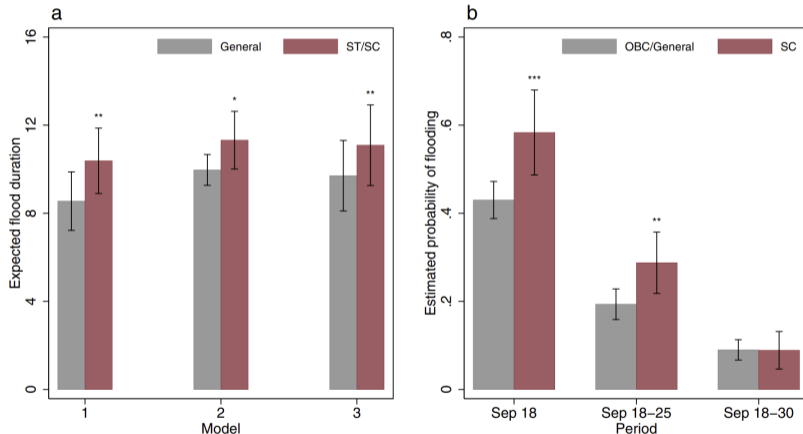 a
General
ST/SC
Expected flood duration
16
12
8
4
0
**
*
**
1
2
3
Model
b
OBC/General
SC
Estimated probability of flooding
.8
.6
.4
.2
0
***
**
Sep 18
Sep 18–25
Sep 18–30
Period